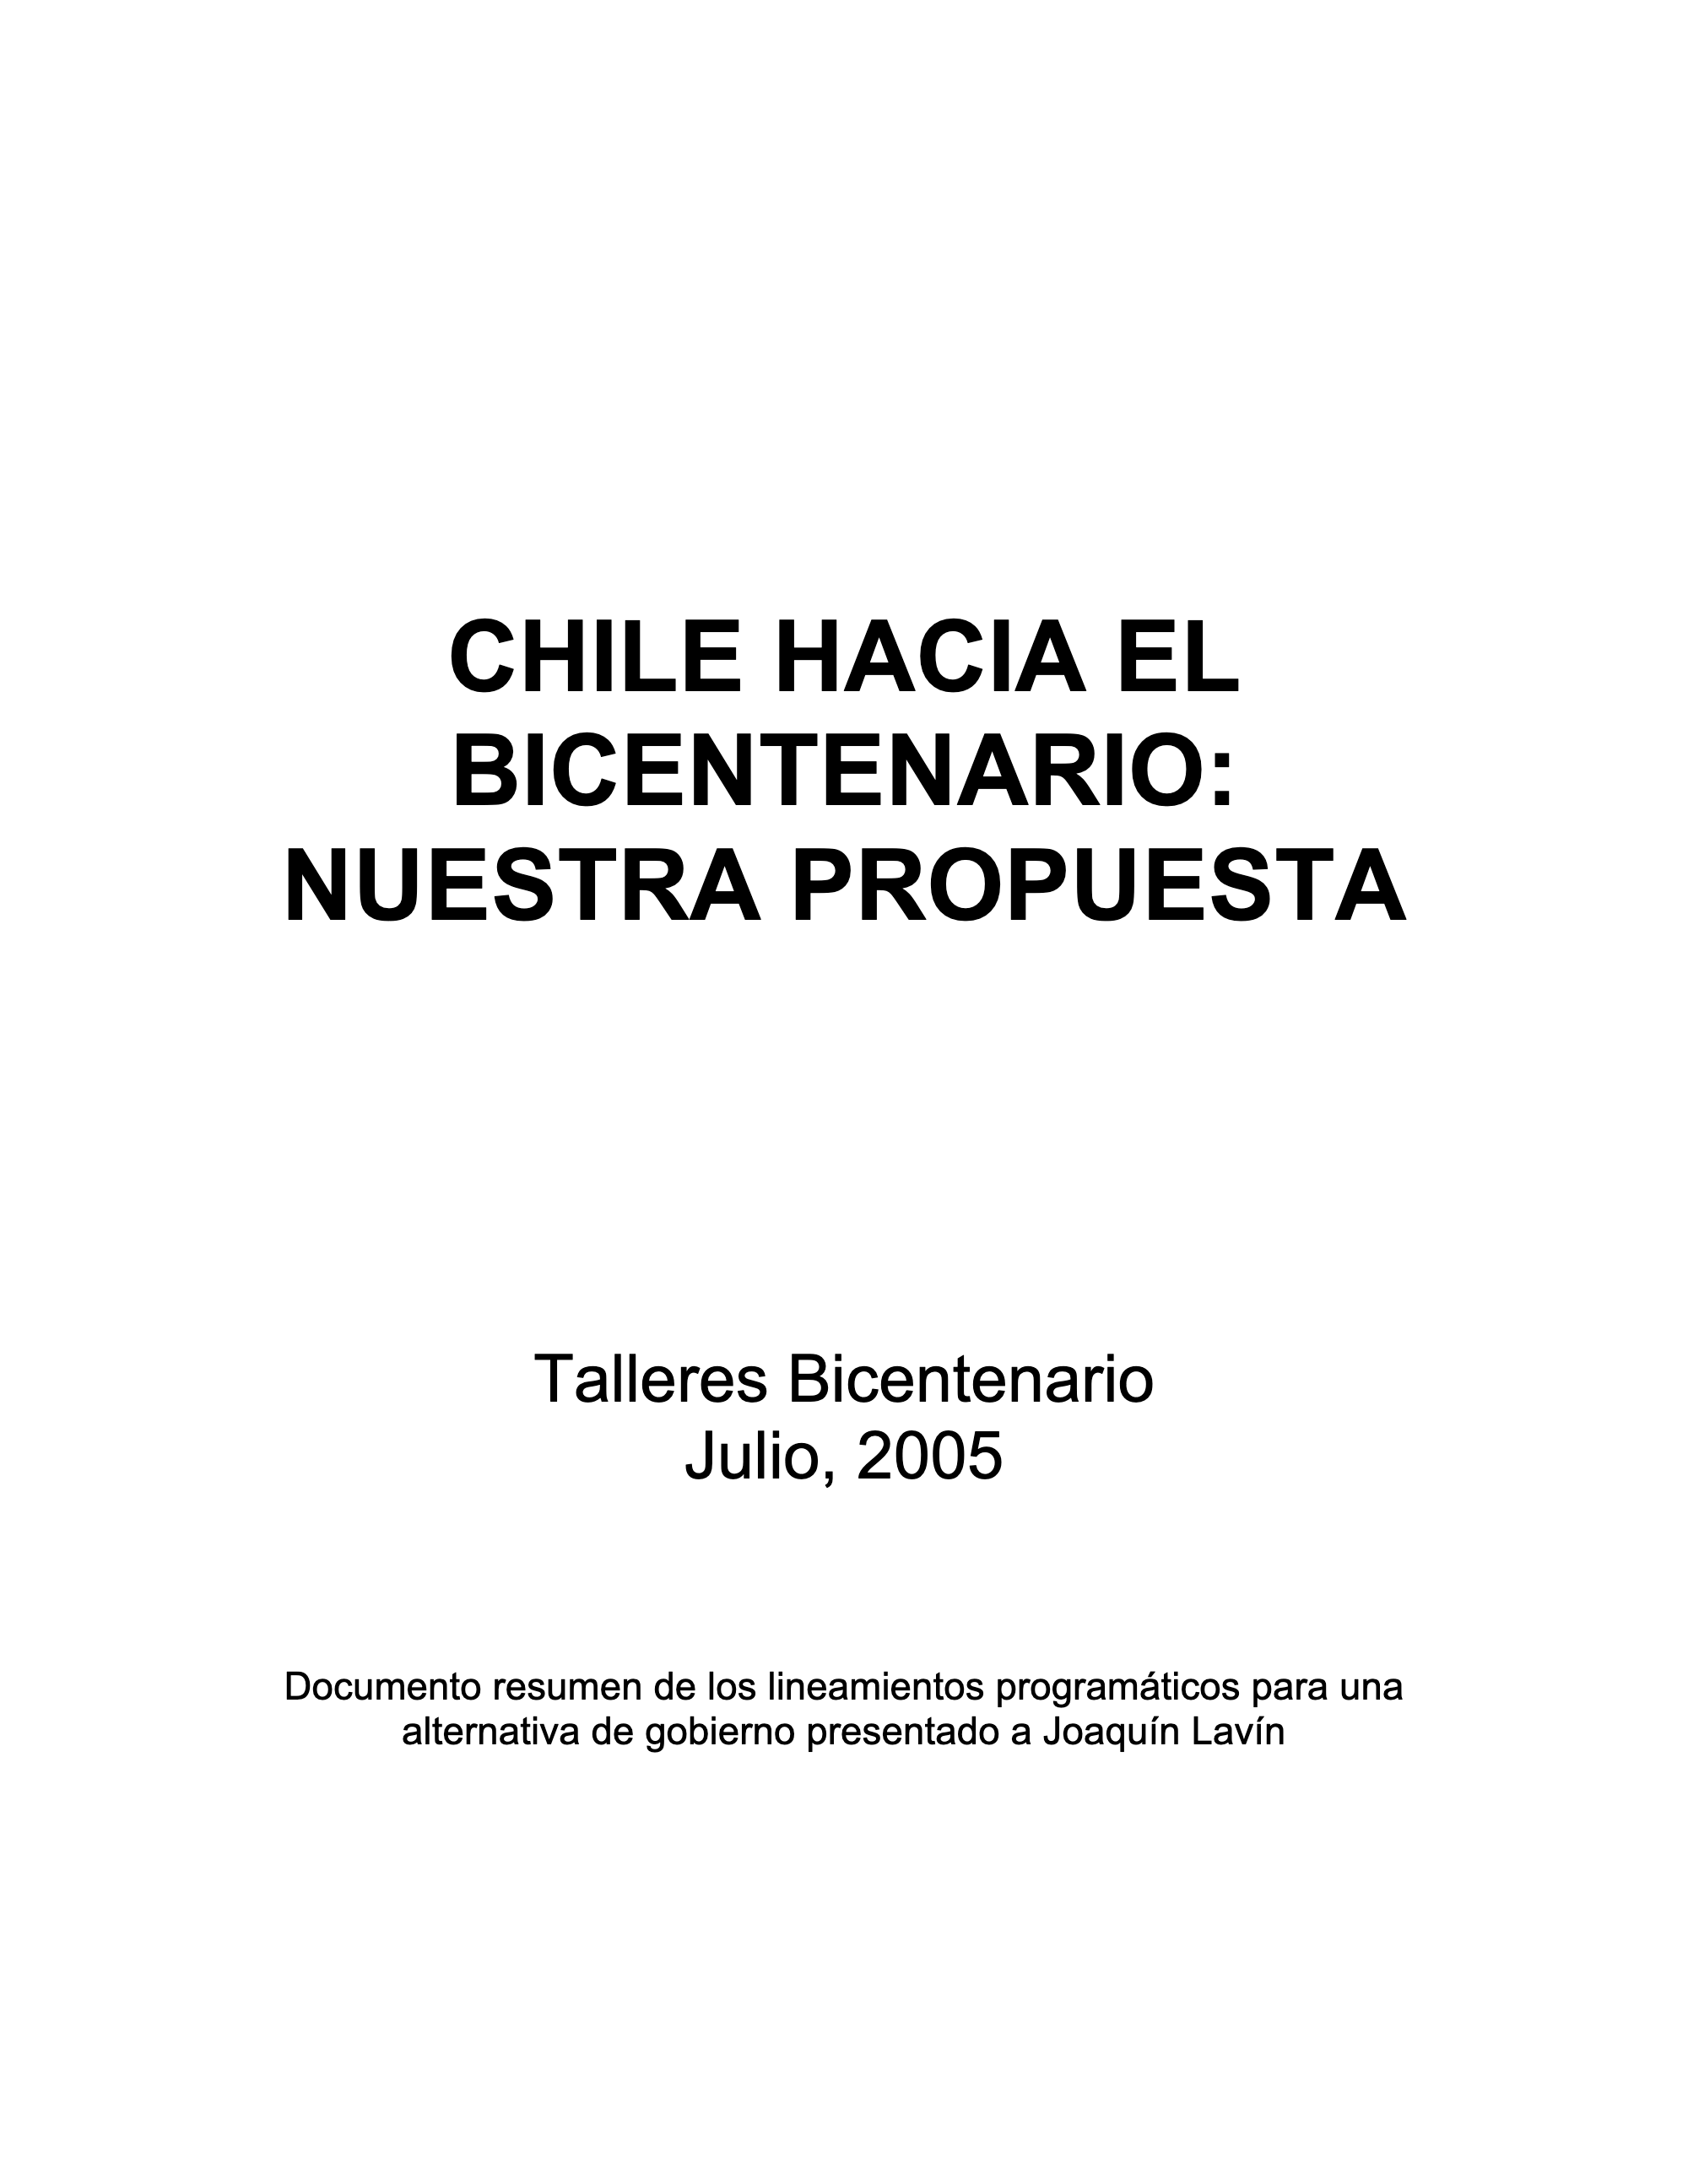 CHILE HACIA EL
BICENTENARIO:
NUESTRA PROPUESTA
Talleres Bicentenario
Julio, 2005
Documento resumen de los lineamientos programáticos para una
alternativa de gobierno presentado a Joaquín Lavín